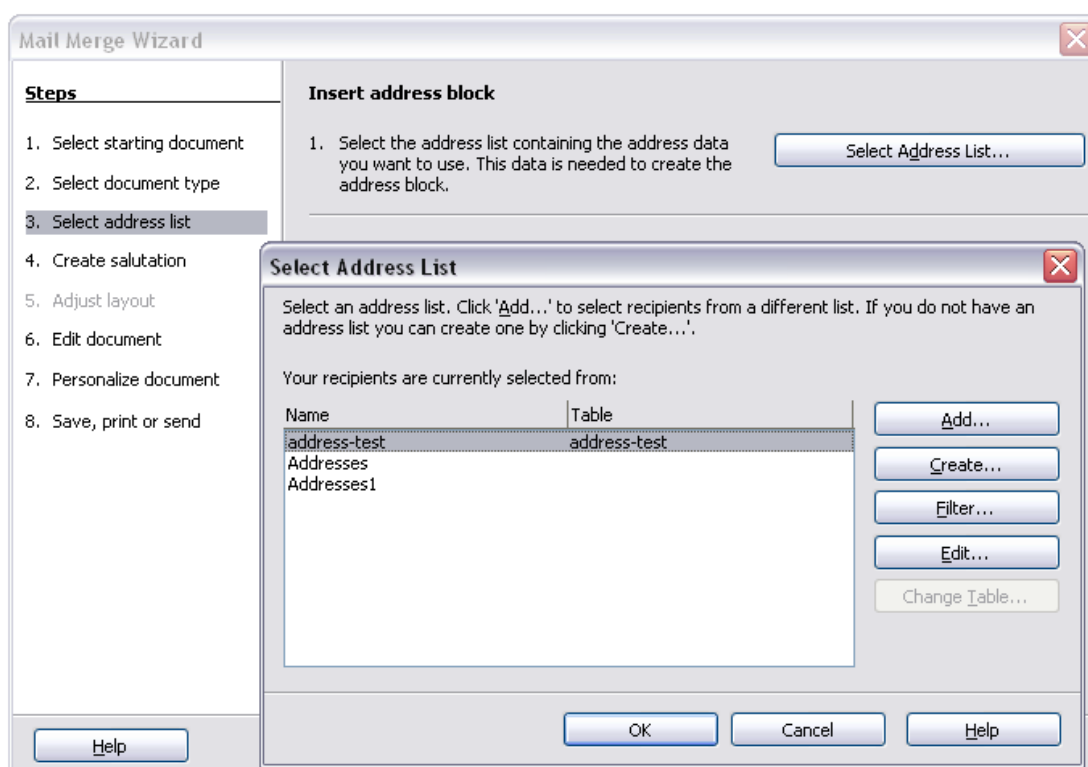 Mail Merge Wizard
Steps
1. Select starting document
2. Select document type
3. Select address list
4. Create salutation
5. Adjust layout
6. Edit document
7. Personalize document
8. Save, print or send
Help
Insert address block
1. Select the address list containing the address data
you want to use. This data is needed to create the
address block.
Select Address List...
Select Address List
Select an address list. Click 'Add...' to select recipients from a different list. If you do not have an
address list you can create one by clicking 'Create...'.
Your recipients are currently selected from:
Name Table
address-test address-test
Addresses
Addresses1
Add...
Create...
Filter...
Edit...
Change Table...
OK Cancel Help